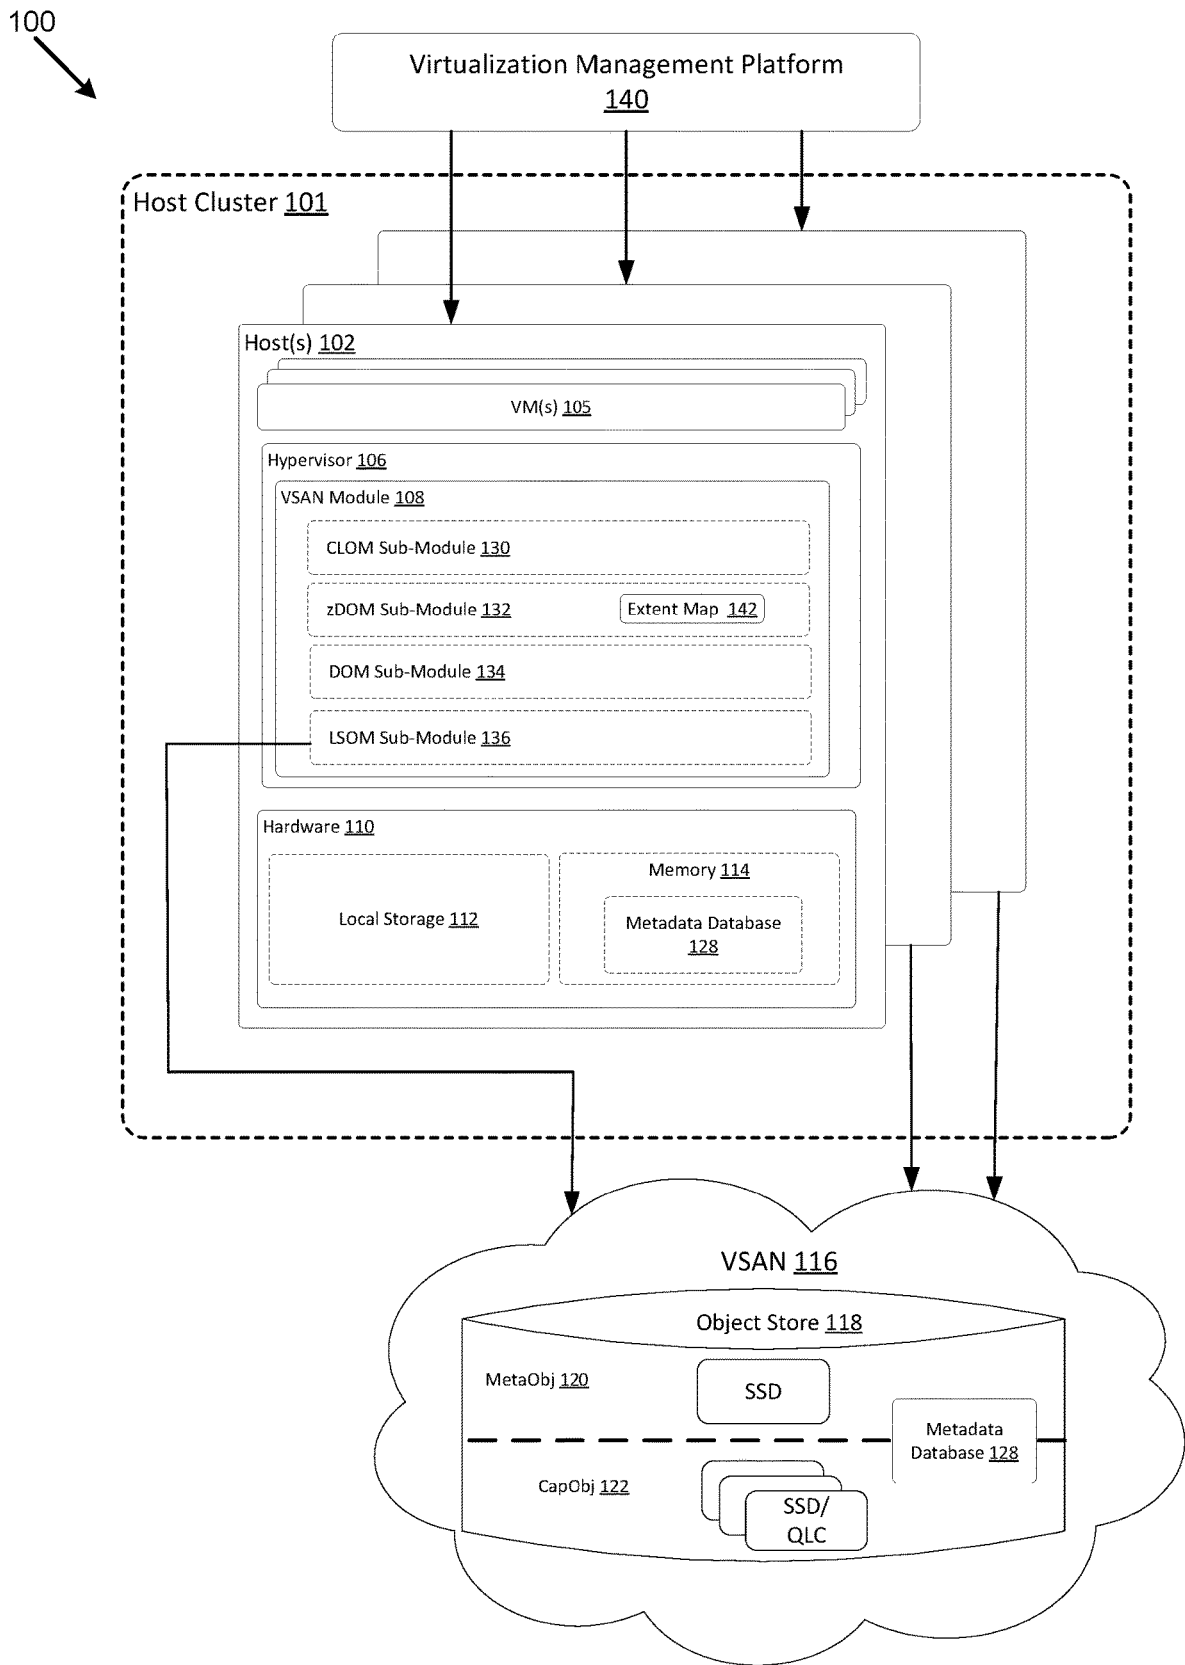 100
Virtualization Management Platform
140
Host Cluster 101
Host(s) 102
VM(s) 105
Hypervisor 106
VSAN Module 108
CLOM Sub-Module 130
zDOM Sub-Module 132
Extent Map 142
DOM Sub-Module 134
LSOM Sub-Module 136
Hardware 110
Local Storage 112
Memory 114
Metadata Database
128
VSAN 116
Object Store 118
MetaObj 120
SSD
Metadata
Database 128
CapObj 122
SSD/
QLC